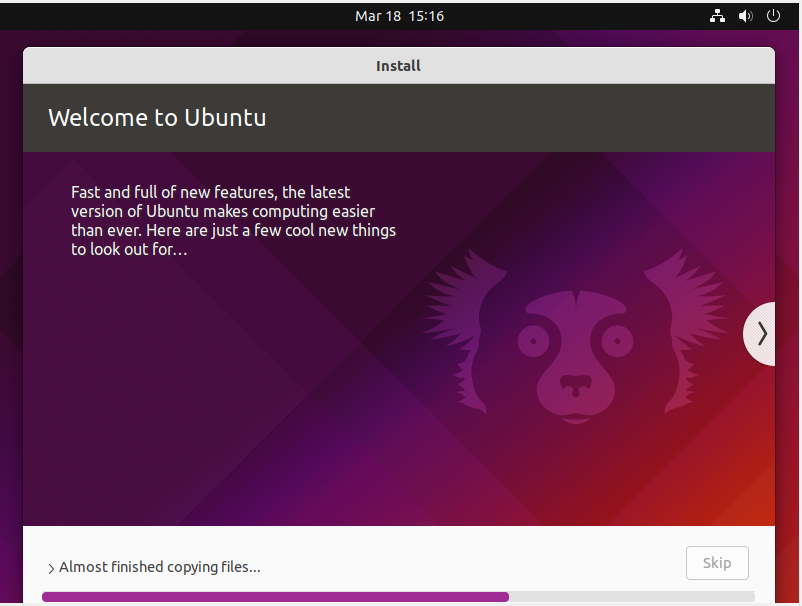 Mar 18 15:16
Install
Welcome to Ubuntu
Fast and full of new features, the latest
version of Ubuntu makes computing easier
than ever. Here are just a few cool new things
to look out for…
Almost finished copying files...
Skip